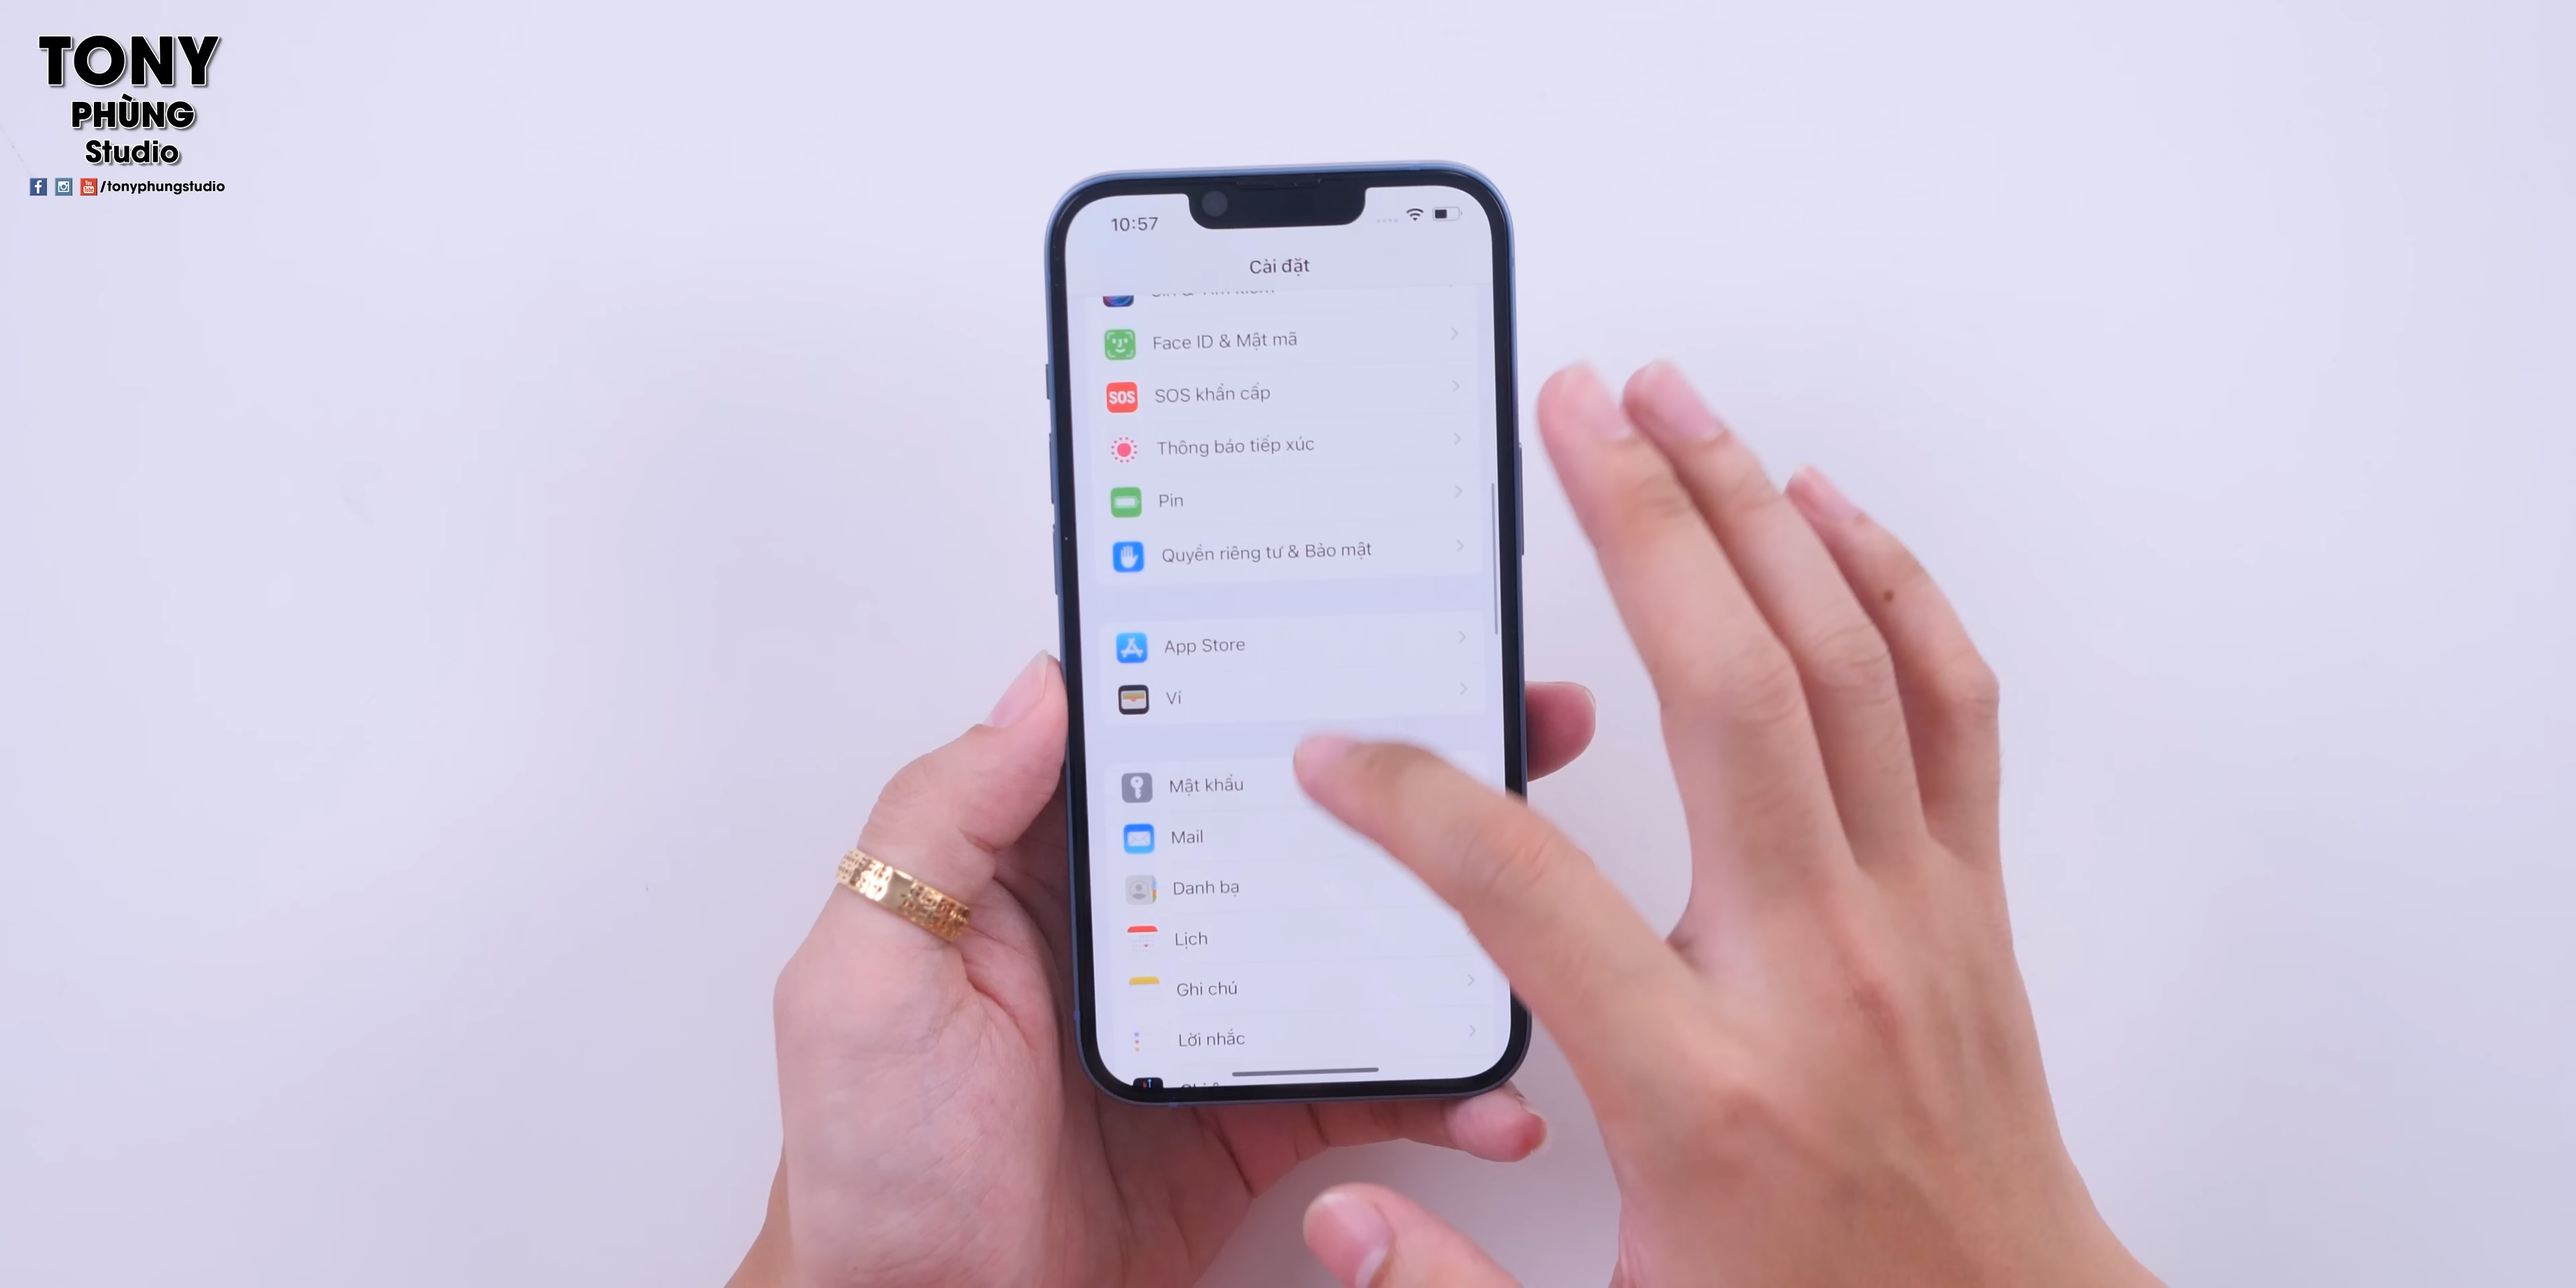 TONY
PHÙNG
Studio
/tonyphungstudio
10:57
Cài đặt
Face ID & Mật mã
SOS
SOS khẩn cấp
Thông báo tiếp xúc
Pin
Quyền riêng tư & Bảo mật
App Store
Ví
Mật khẩu
Mail
Danh bạ
Lịch
Ghi chú
Lời nhắc